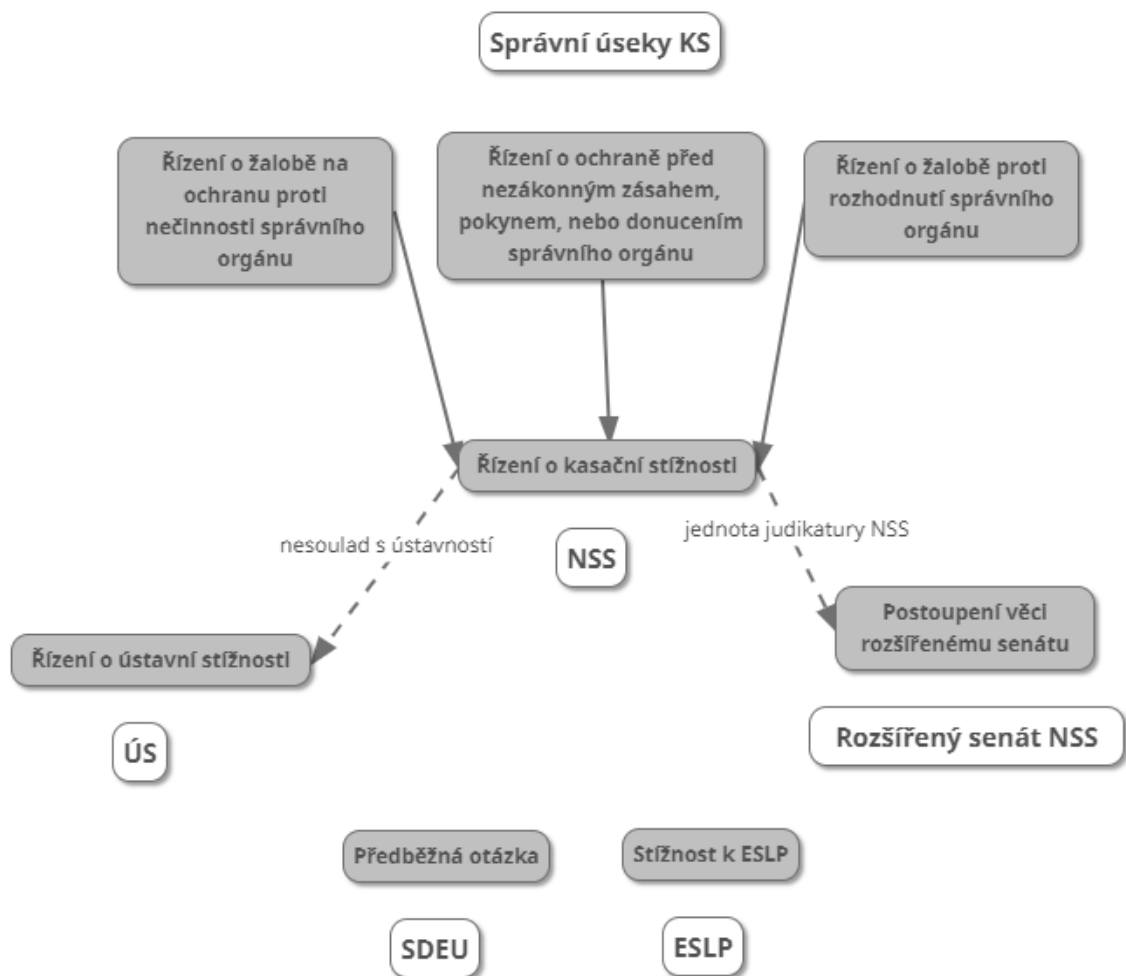 Správní úseky KS
Řízení o žalobě na
ochranu proti
nečinnosti správního
orgánu
Řízení o ochraně před
nezákonným zásahem,
pokynem, nebo donucením
správního orgánu
Řízení o žalobě proti
rozhodnutí správního
orgánu
Řízení o kasační stížnosti
nesoulad s ústavností
NSS
jednota judikatury NSS
Řízení o ústavní stížnosti
ÚS
Postoupení věci
rozšířenému senátu
Rozšířený senát NSS
Předběžná otázka
SDEU
Stížnost k ESLP
ESLP